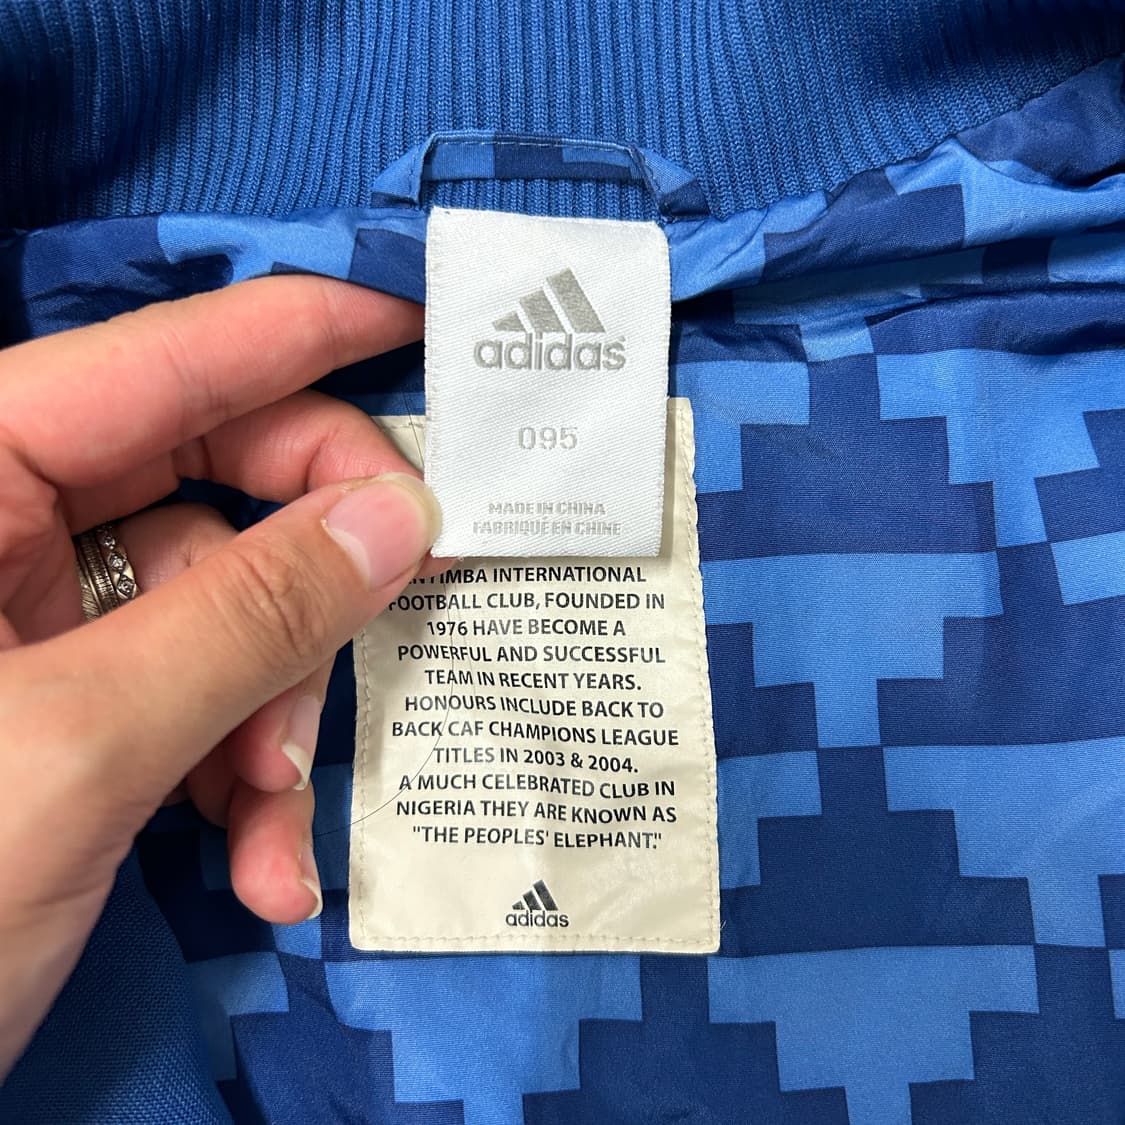 adidas
095
MADE IN CHINA
FABRIQUÉ EN CHINE
INTERNATIONAL
FOOTBALL CLUB, FOUNDED IN
1976 HAVE BECOME A
POWERFUL AND SUCCESSFUL
TEAM IN RECENT YEARS.
HONOURS INCLUDE BACK TO
BACK CAF CHAMPIONS LEAGUE
TITLES IN 2003 & 2004.
A MUCH CELEBRATED CLUB IN
NIGERIA THEY ARE KNOWN AS
"THE PEOPLES' ELEPHANT."
adidas